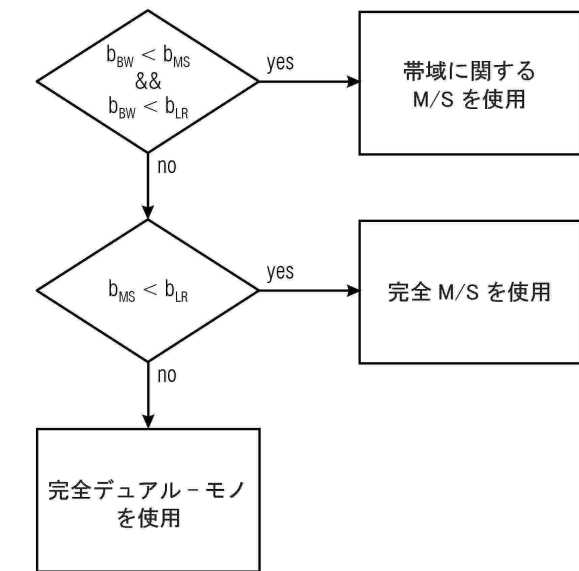 b_BW < b_MS
&&
b_BW < b_LR
yes
帯域に関する
M/S を使用
no
b_MS < b_LR
yes
完全 M/S を使用
no
完全デュアル－モノ
を使用